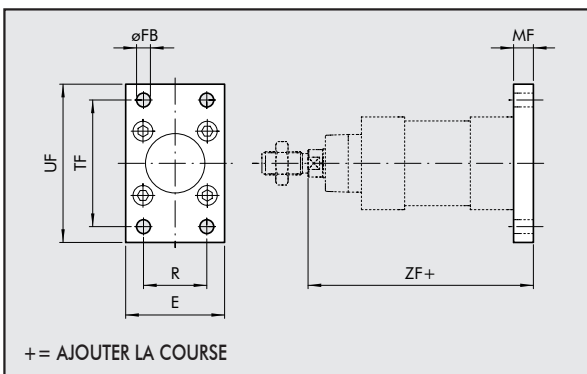 øFB
MF
UF
TF
R
E
ZF+
+= AJOUTER LA COURSE